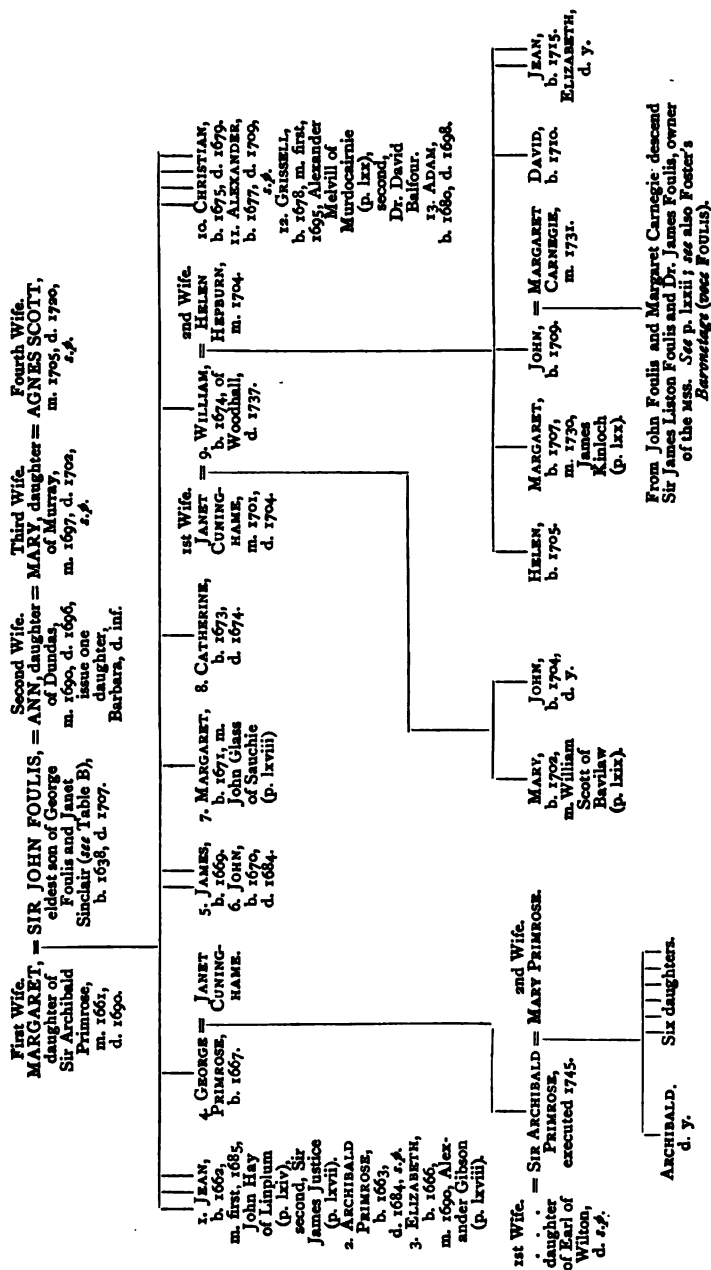 First Wife.
MARGARET,
daughter of
Sir Archibald
Primrose,
m. 1661,
d. 1690.
= SIR JOHN FOULIS,
eldest son of George
Foulis and Janet
Sinclair (see Table B),
b. 1638, d. 1707.
Second Wife.
= ANN, daughter
of Dundas,
m. 1690, d. 1696,
issue one
daughter,
Barbara, d. inf.
Third Wife.
= MARY, daughter
of Murray,
m. 1697, d. 1702,
s.p.
Fourth Wife.
= AGNES SCOTT,
m. 1705, d. 1720,
s.p.
1. JEAN,
b. 1662,
m. first, 1685,
John Hay
of Linplum
(p. lxiv),
second, Sir
James Justice
(p. lxvii).
2. ARCHIBALD
PRIMROSE,
b. 1663,
d. 1684, s.p.
3. ELIZABETH,
b. 1666,
m. 1690, Alex-
ander Gibson
(p. lxviii).
4. GEORGE
PRIMROSE,
b. 1667.
= JANET
CUNING-
HAME.
5. JAMES,
b. 1669.
6. JOHN,
b. 1670,
d. 1684.
7. MARGARET,
b. 1671, m.
John Glass
of Sauchie
(p. lxviii)
8. CATHERINE,
b. 1673,
d. 1674.
1st Wife.
JANET
CUNING-
HAME,
m. 1701,
d. 1704.
= 9. WILLIAM,
b. 1674, of
Woodhall,
d. 1737.
2nd Wife.
= HELEN
HEPBURN,
m. 1704.
10. CHRISTIAN,
b. 1675, d. 1679.
11. ALEXANDER,
b. 1677, d. 1709,
s.p.
12. GRISSELL,
b. 1678, m. first,
1695, Alexander
Melvill of
Murdocairnie
(p. lxx),
second,
Dr. David
Balfour.
13. ADAM,
b. 1680, d. 1698.
1st Wife.
. . .
daughter
of Earl of
Wilton,
d. s.p.
= SIR ARCHIBALD
PRIMROSE,
executed 1745.
2nd Wife.
= MARY PRIMROSE.
MARY,
b. 1702,
m. William
Scott of
Bavilaw
(p. lxix).
JOHN,
b. 1704,
d. y.
HELEN,
b. 1705.
MARGARET,
b. 1707,
m. 1730,
James
Kinloch
(p. lxx).
JOHN,
b. 1709.
= MARGARET
CARNEGIE,
m. 1731.
DAVID,
b. 1710.
JEAN,
b. 1715.
ELIZABETH,
d. y.
ARCHIBALD.
d. y.
Six daughters.
From John Foulis and Margaret Carnegie descend
Sir James Liston Foulis and Dr. James Foulis, owner
of the MSS. See p. lxxii; see also Foster's
Baronetage (voce FOULIS).